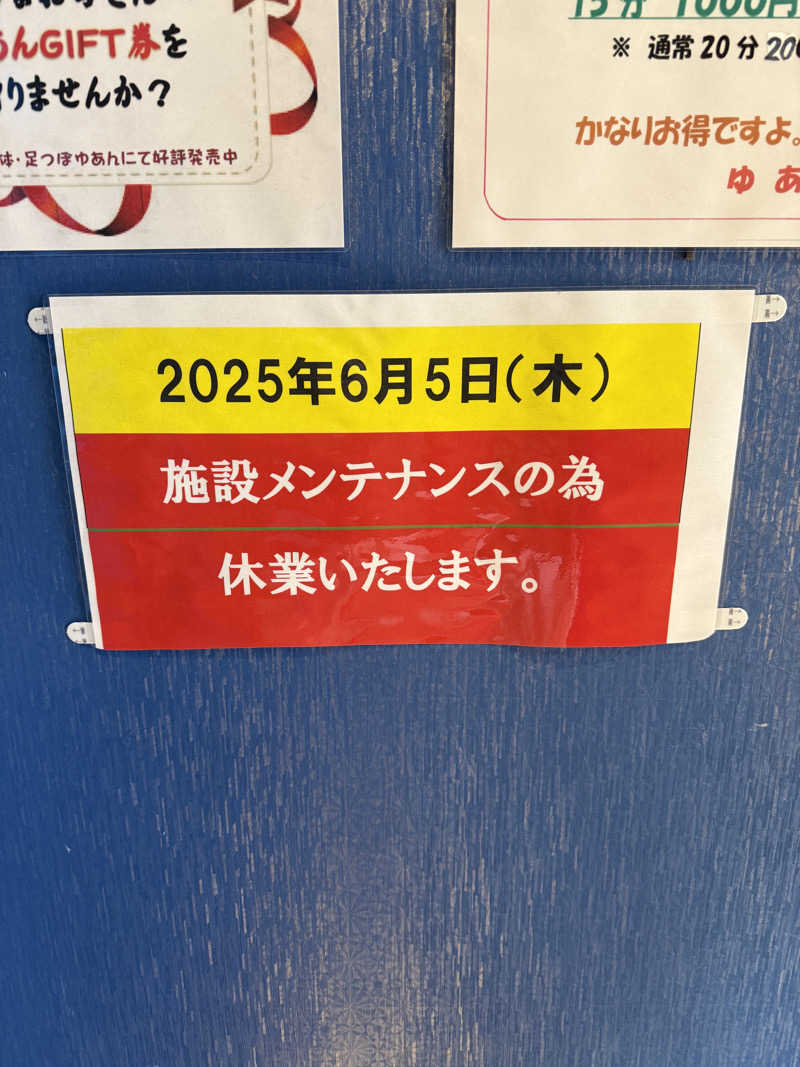 GIFT券を
りませんか？
体・足つぼゆあんにて好評発売中
15分 1000円
※ 通常20分200
かなりお得ですよ。
ゆあ
2025年6月5日(木)
施設メンテナンスの為
休業いたします。